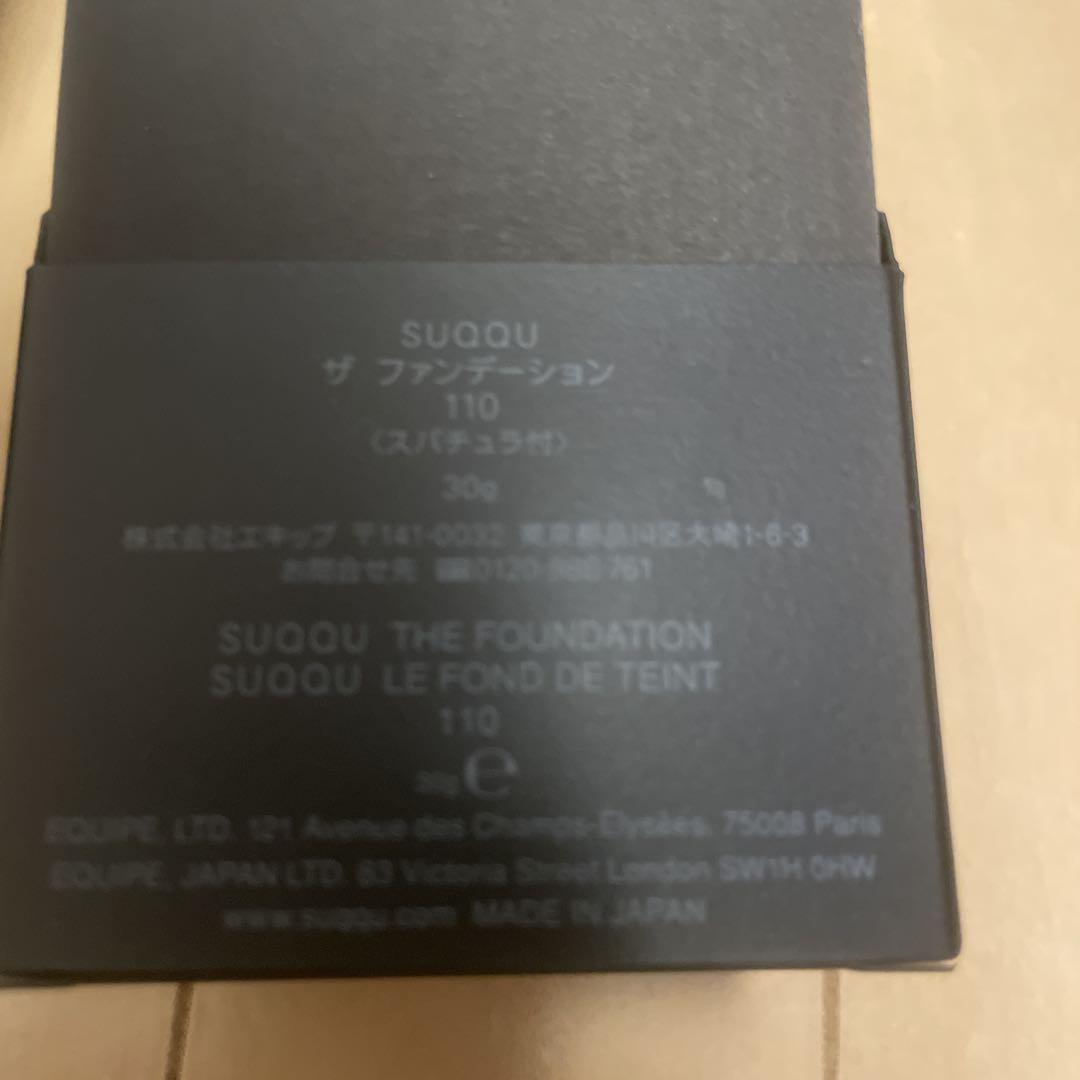 SUQQU
ザ ファンデーション
110
〈スパチュラ付〉
30g
株式会社エキップ 〒141-0032 東京都品川区大崎1-6-3
お問合せ先 ☎0120-988-761
SUQQU THE FOUNDATION
SUQQU LE FOND DE TEINT
110
30g ℮
EQUIPE, LTD. 121 Avenue des Champs-Elysées, 75008 Paris
EQUIPE, JAPAN LTD. 83 Victoria Street London SW1H 0HW
www.suqqu.com MADE IN JAPAN